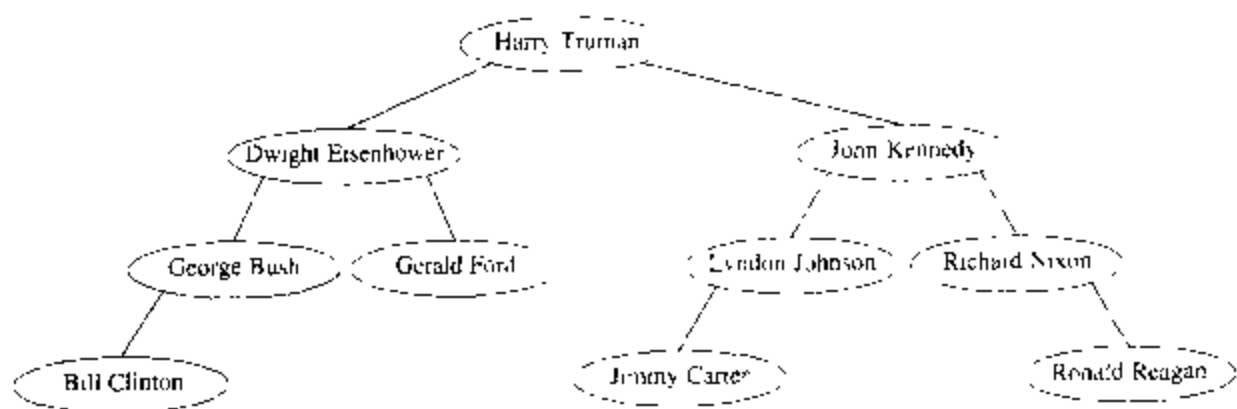 Harry Truman
Dwight Eisenhower
John Kennedy
George Bush
Gerald Ford
Lyndon Johnson
Richard Nixon
Bill Clinton
Jimmy Carter
Ronald Reagan